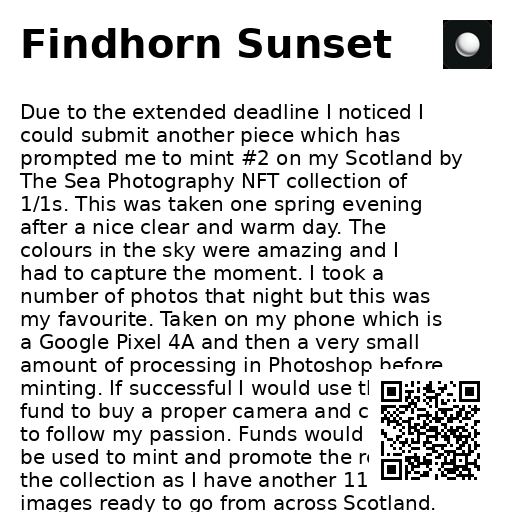 Findhorn Sunset
Due to the extended deadline I noticed I
could submit another piece which has
prompted me to mint #2 on my Scotland by
The Sea Photography NFT collection of
1/1s. This was taken one spring evening
after a nice clear and warm day. The
colours in the sky were amazing and I
had to capture the moment. I took a
number of photos that night but this was
my favourite. Taken on my phone which is
a Google Pixel 4A and then a very small
amount of processing in Photoshop before
minting. If successful I would use
fund to buy a proper camera and
to follow my passion. Funds would
be used to mint and promote the
the collection as I have another 11
images ready to go from across Scotland.